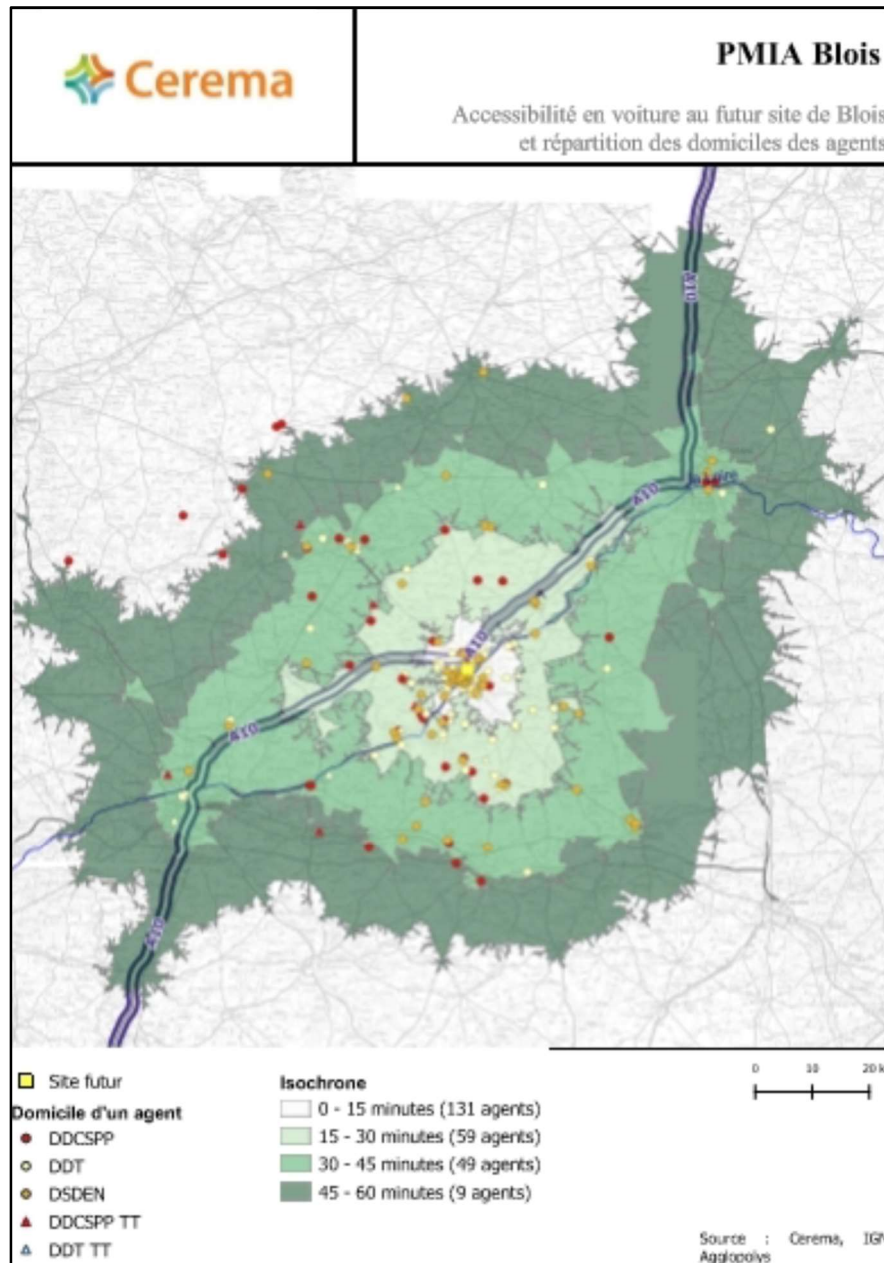 Cerema
PMIA Blois
Accessibilité en voiture au futur site de Blois
et répartition des domiciles des agents
A10
A10
A10
A10
A10
Site futur
Domicile d'un agent
DDCSPP
DDT
DSDEN
DDCSPP TT
DDT TT
Isochrone
0 - 15 minutes (131 agents)
15 - 30 minutes (59 agents)
30 - 45 minutes (49 agents)
45 - 60 minutes (9 agents)
0 10 20 k
Source : Cerema, IGN
Agglopolys